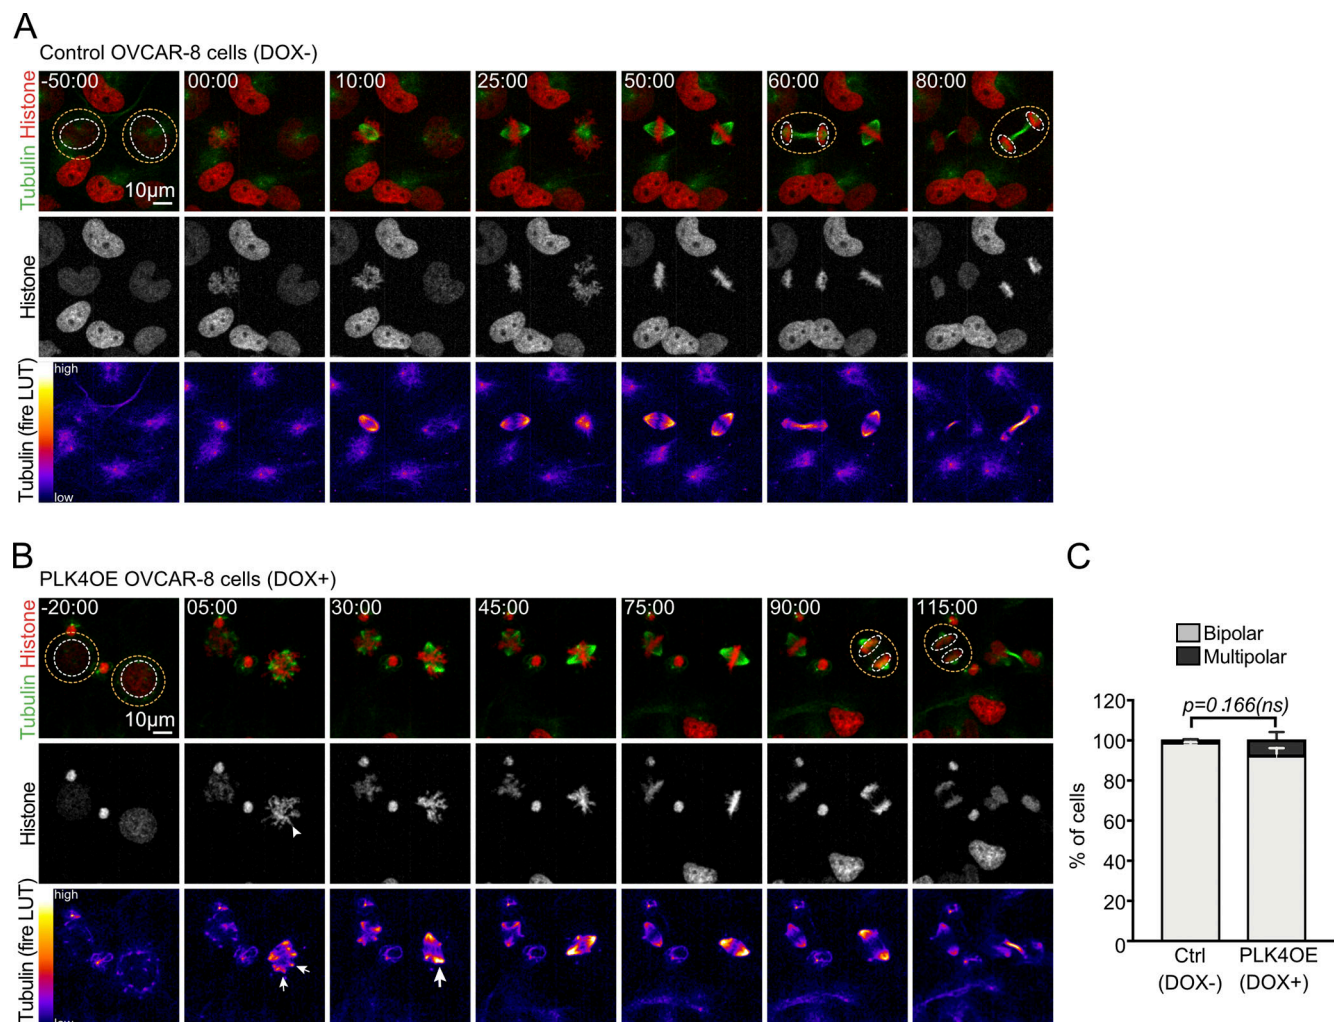 A
Control OVCAR-8 cells (DOX-)
Tubulin Histone
-50:00 00:00 10:00 25:00 50:00 60:00 80:00
10µm
Histone
Tubulin (fire LUT)
high
low
B
PLK4OE OVCAR-8 cells (DOX+)
Tubulin Histone
-20:00 05:00 30:00 45:00 75:00 90:00 115:00
10µm
Histone
Tubulin (fire LUT)
high
low
C
Bipolar
Multipolar
p=0.166(ns)
% of cells
120
100
80
60
40
20
0
Ctrl PLK4OE
(DOX-) (DOX+)